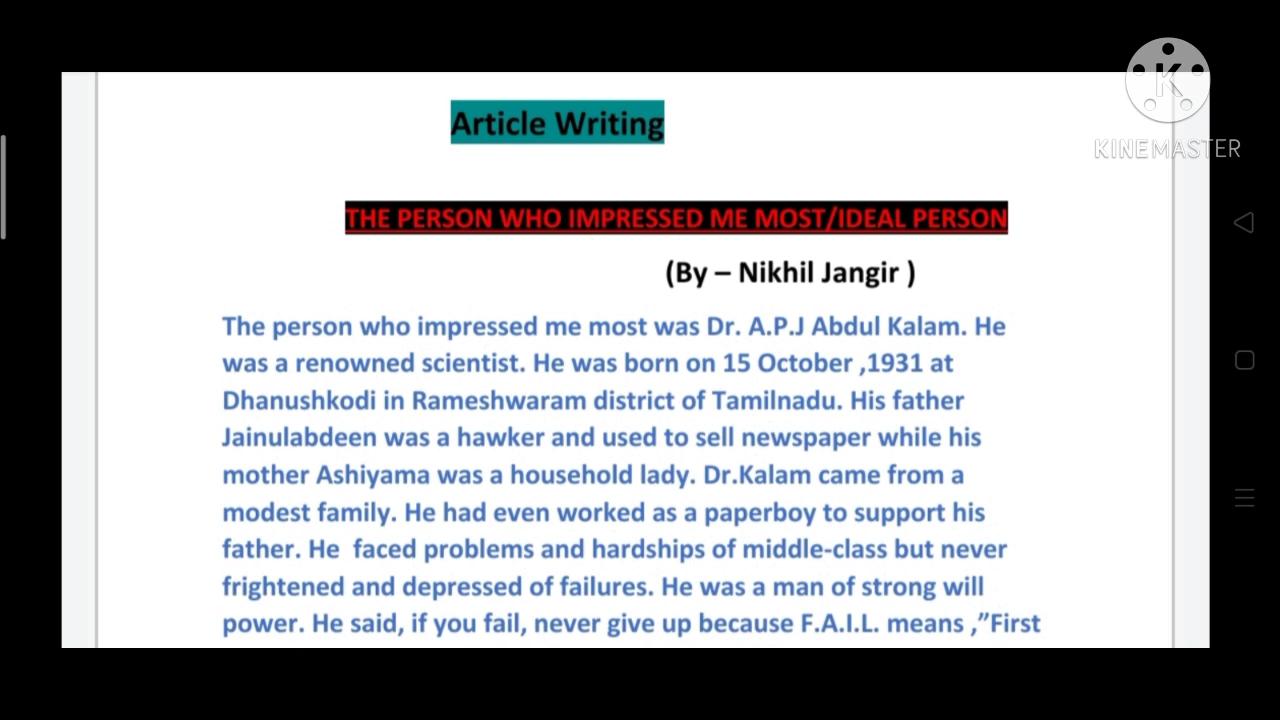 Article Writing
K
KINEMASTER
THE PERSON WHO IMPRESSED ME MOST/IDEAL PERSON
(By – Nikhil Jangir )
The person who impressed me most was Dr. A.P.J Abdul Kalam. He
was a renowned scientist. He was born on 15 October ,1931 at
Dhanushkodi in Rameshwaram district of Tamilnadu. His father
Jainulabdeen was a hawker and used to sell newspaper while his
mother Ashiyama was a household lady. Dr.Kalam came from a
modest family. He had even worked as a paperboy to support his
father. He  faced problems and hardships of middle-class but never
frightened and depressed of failures. He was a man of strong will
power. He said, if you fail, never give up because F.A.I.L. means ,”First